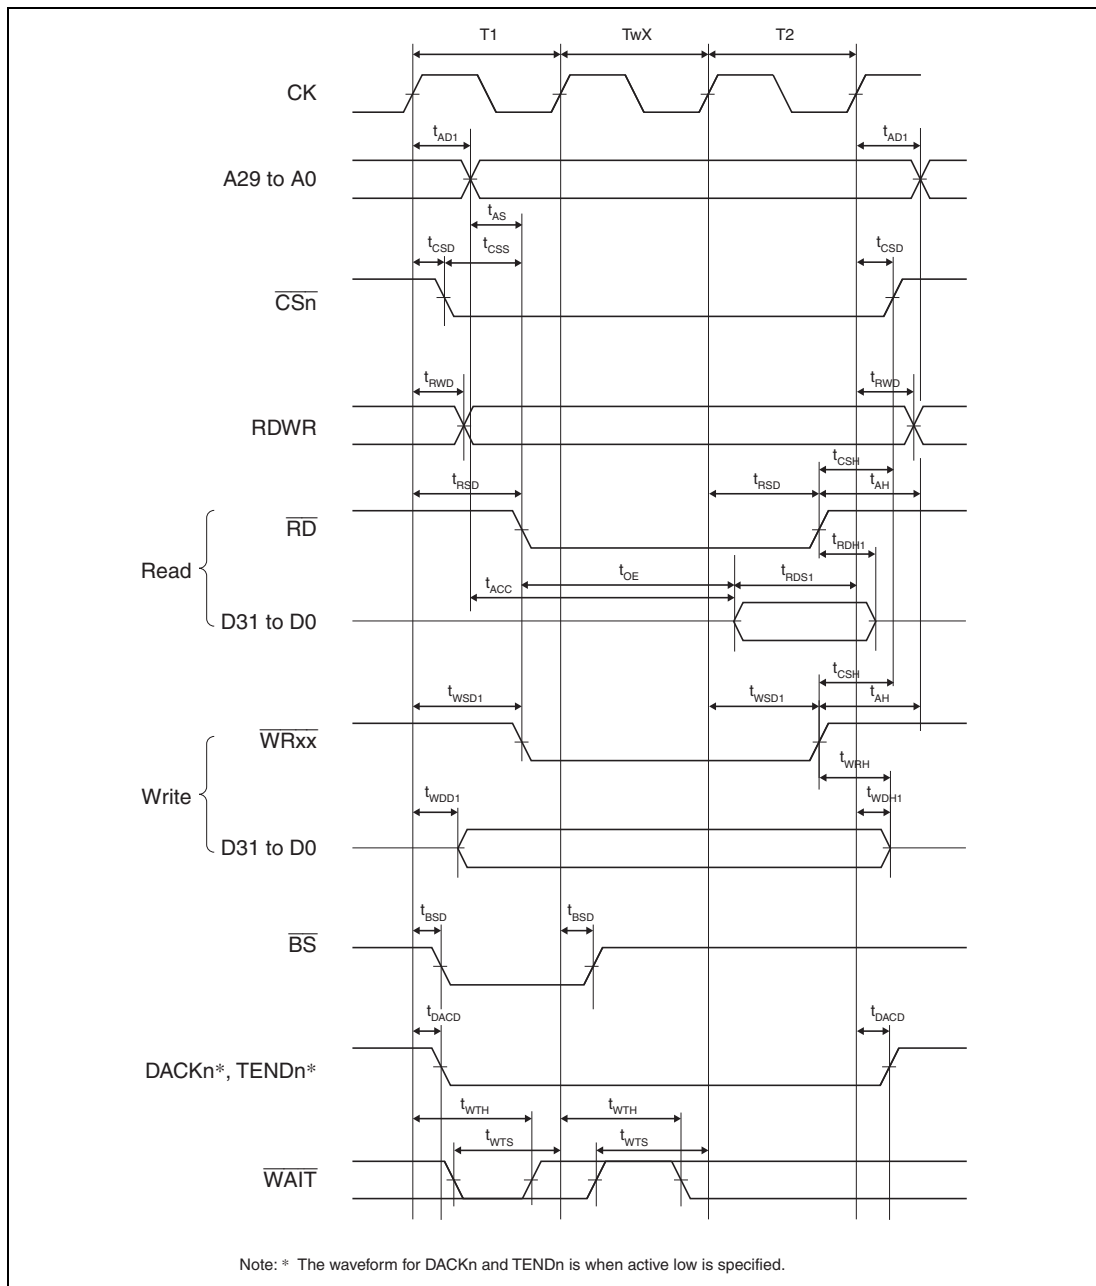 T1 TwX T2
CK
tAD1 tAD1
A29 to A0
tAS
tCSD tCSS tCSD
CSn
tRWD tRWD
RDWR
tCSH
tRSD tRSD tAH
RD
tRDH1
Read
tOE tRDS1
tACC
D31 to D0
tCSH
tWSD1 tWSD1 tAH
WRxx
tWRH
Write
tWDD1 tWDH1
D31 to D0
tBSD tBSD
BS
tDACD tDACD
DACKn*, TENDn*
tWTH tWTH
tWTS tWTS
WAIT
Note: * The waveform for DACKn and TENDn is when active low is specified.